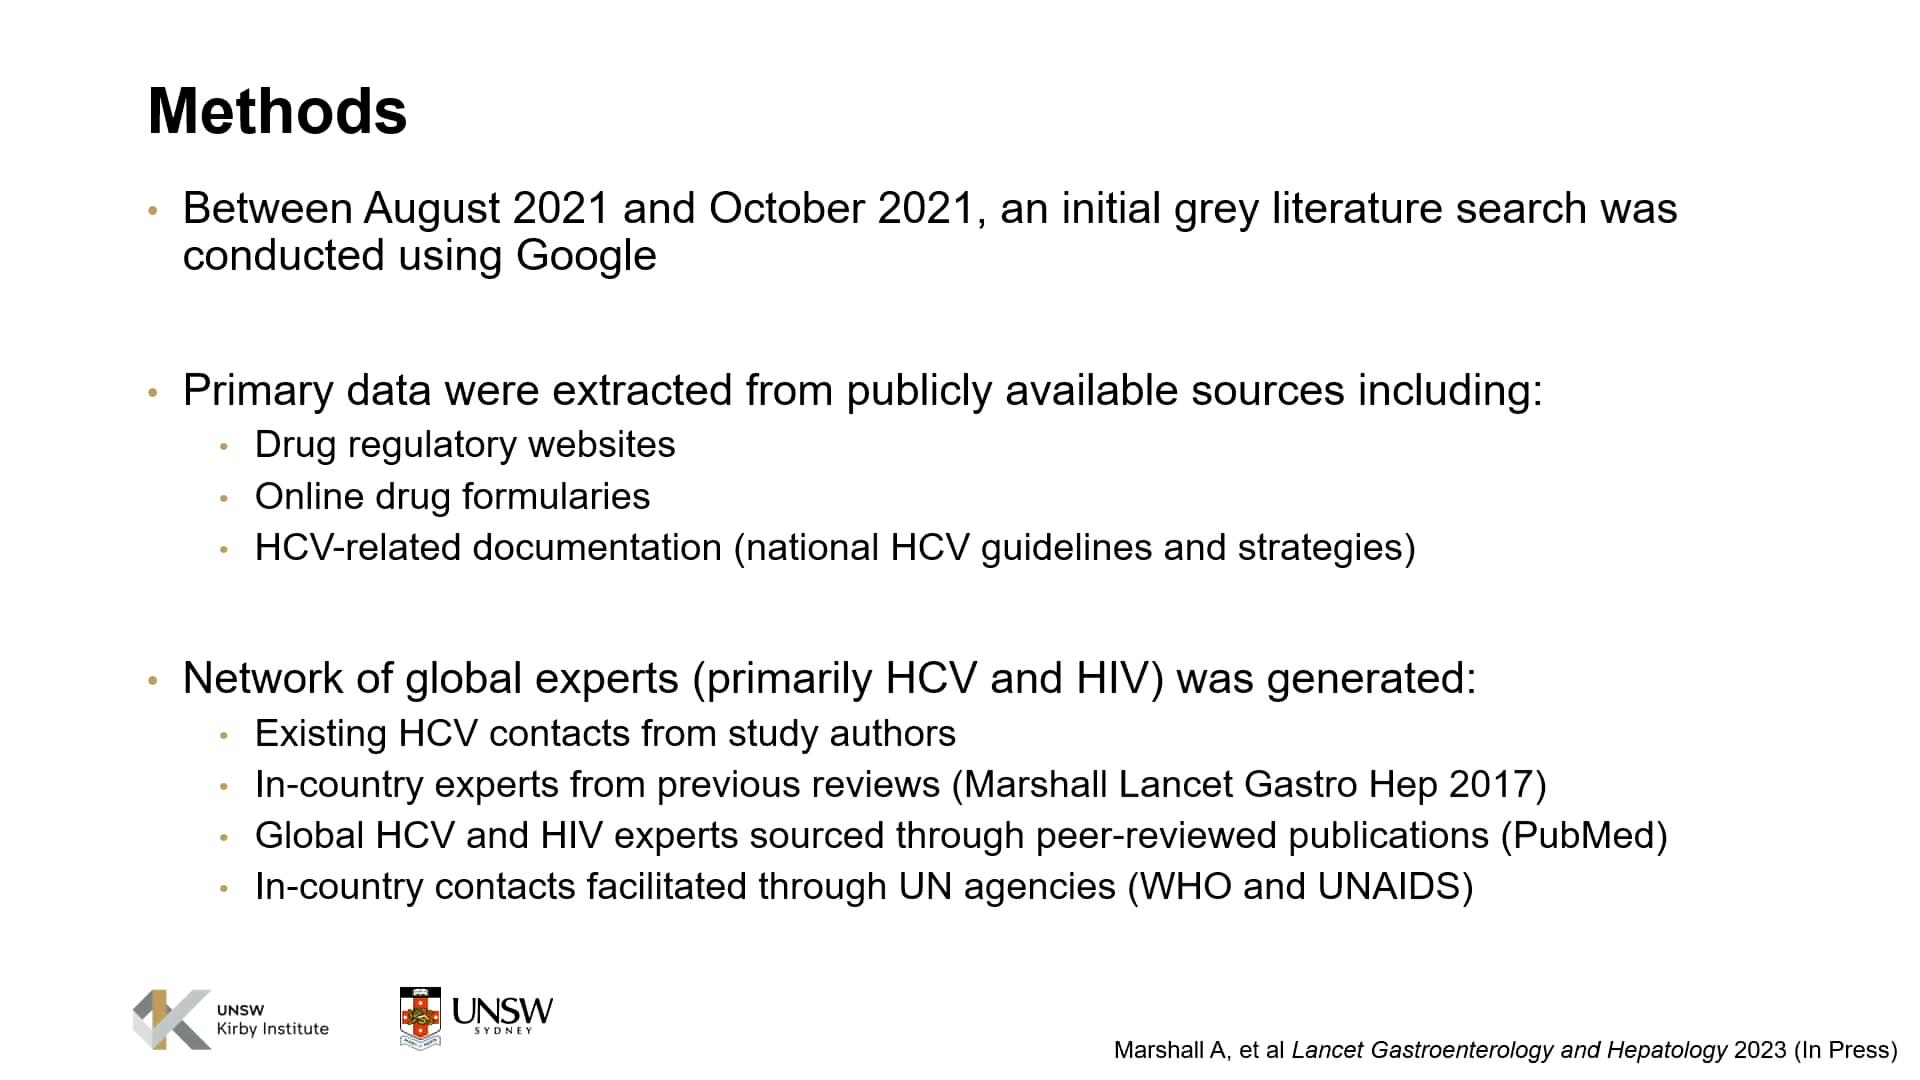 Methods
• Between August 2021 and October 2021, an initial grey literature search was
conducted using Google
• Primary data were extracted from publicly available sources including:
• Drug regulatory websites
• Online drug formularies
• HCV-related documentation (national HCV guidelines and strategies)
• Network of global experts (primarily HCV and HIV) was generated:
• Existing HCV contacts from study authors
• In-country experts from previous reviews (Marshall Lancet Gastro Hep 2017)
• Global HCV and HIV experts sourced through peer-reviewed publications (PubMed)
• In-country contacts facilitated through UN agencies (WHO and UNAIDS)
UNSW
Kirby Institute
UNSW
SYDNEY
Marshall A, et al Lancet Gastroenterology and Hepatology 2023 (In Press)